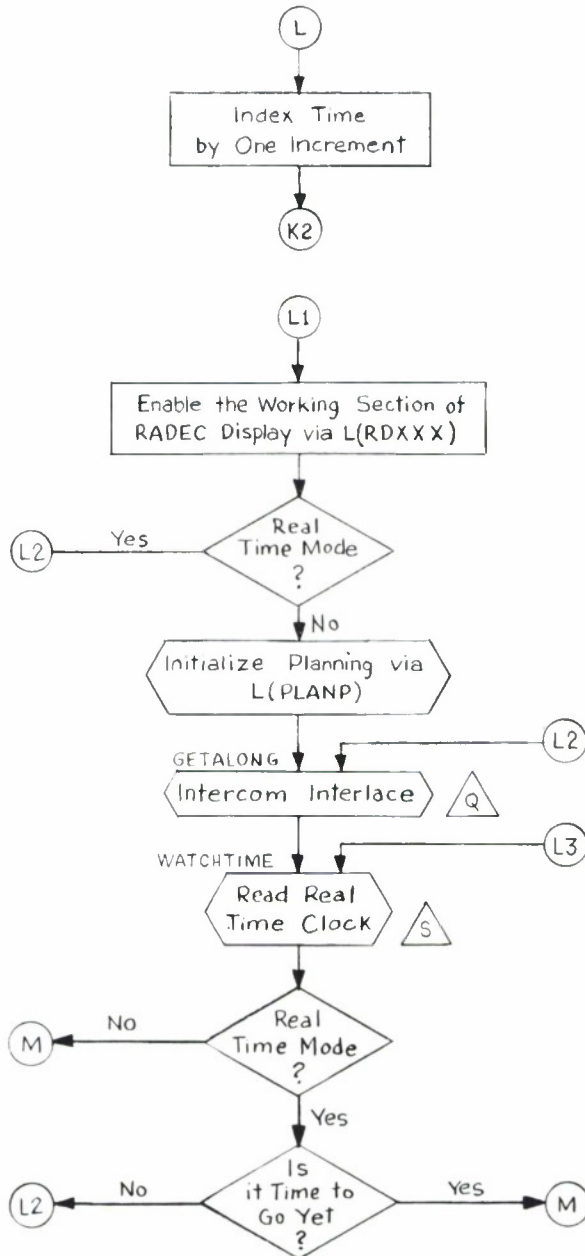 L
Index Time
by One Increment
K2
L1
Enable the Working Section of
RADEC Display via L(RDXXX)
Real
Time Mode
?
Yes
L2
No
Initialize Planning via
L(PLANP)
L2
GETALONG
Intercom Interlace
Q
L3
WATCHTIME
Read Real
Time Clock
S
Real
Time Mode
?
No
M
Yes
Is
it Time to
Go Yet
?
No
L2
Yes
M